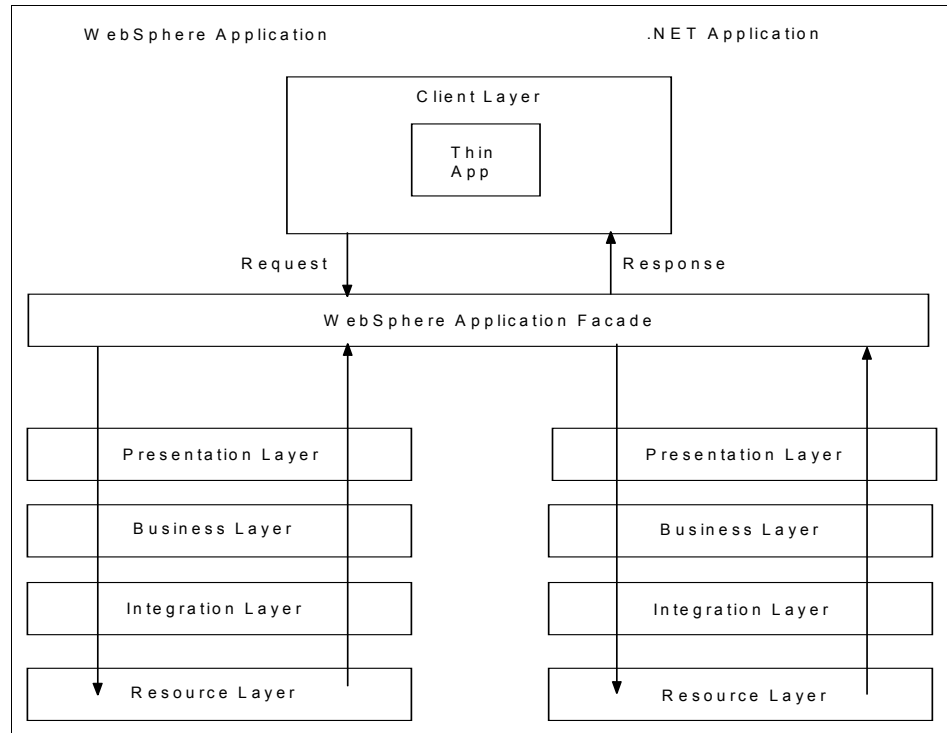 WebSphere Application
.NET Application
Client Layer
Thin
App
Request
Response
WebSphere Application Facade
Presentation Layer
Presentation Layer
Business Layer
Business Layer
Integration Layer
Integration Layer
Resource Layer
Resource Layer